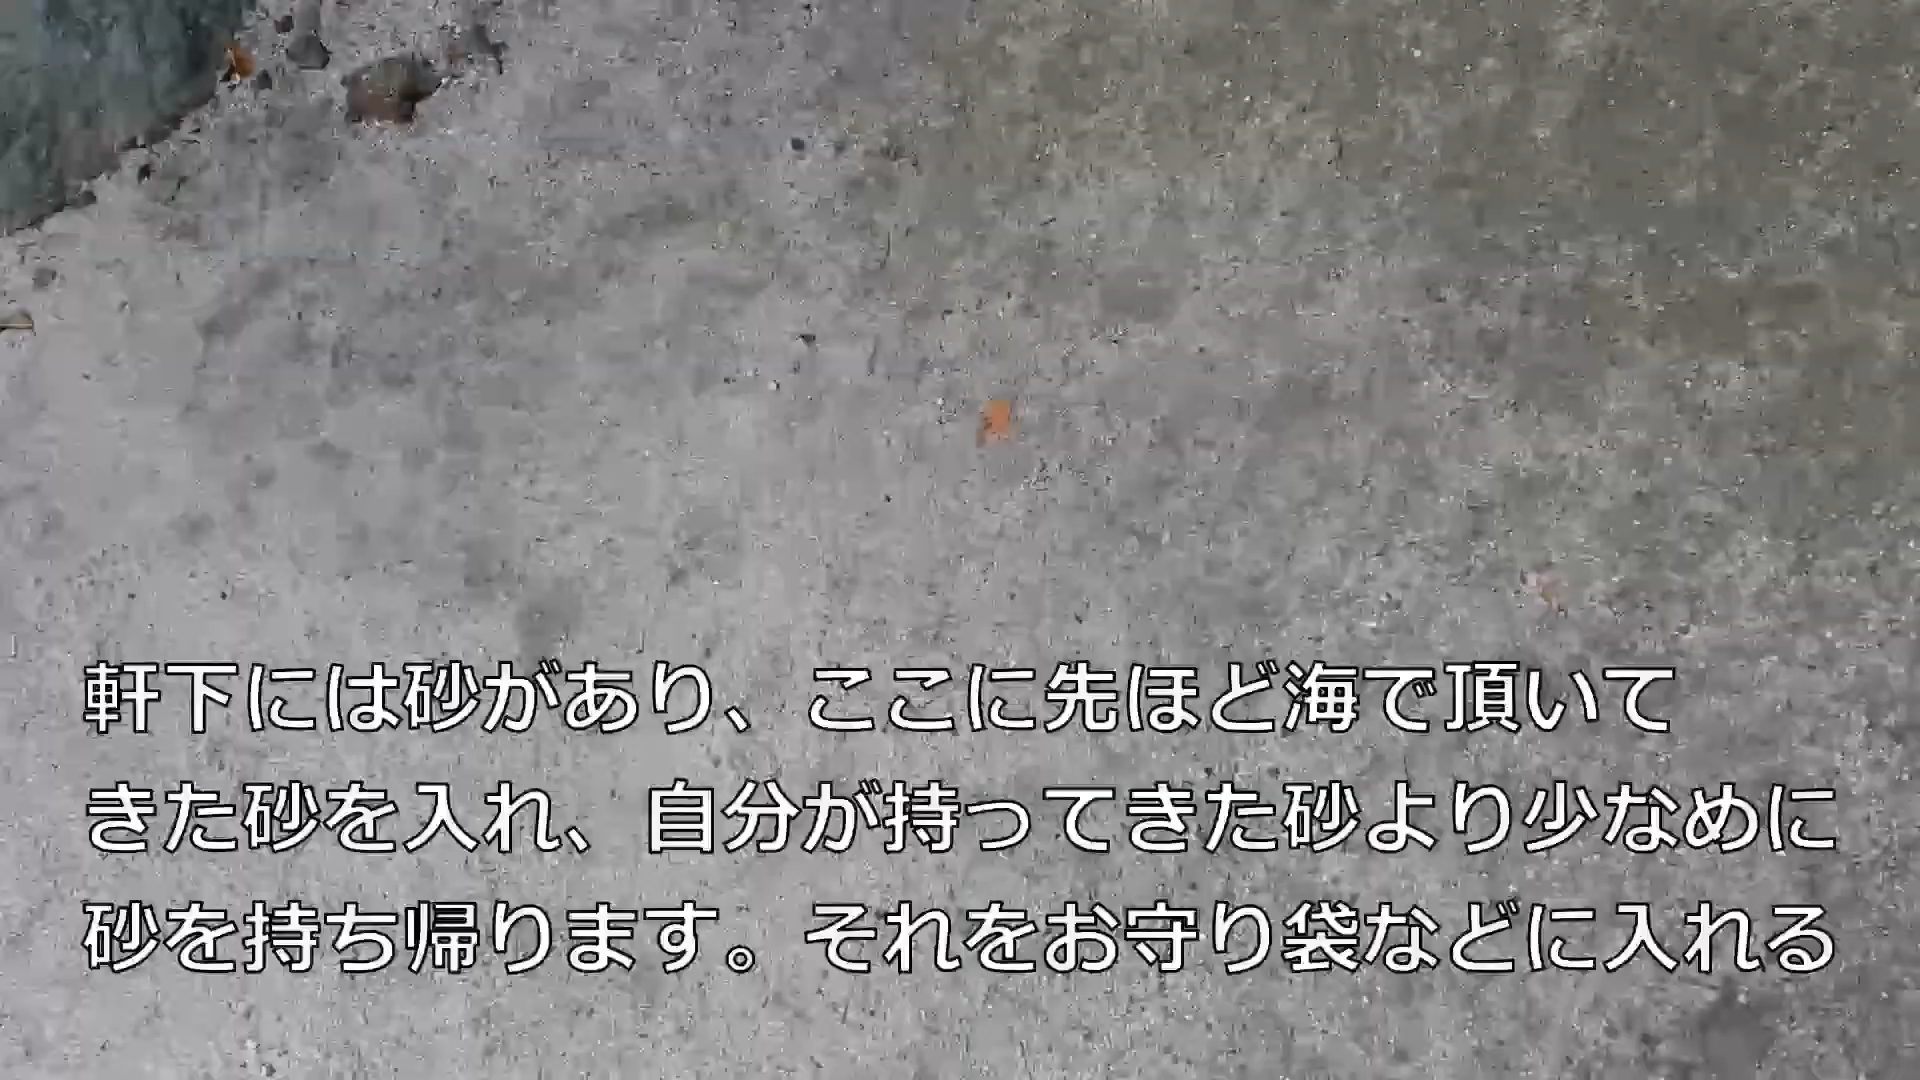 軒下には砂があり、ここに先ほど海で頂いて
きた砂を入れ、自分が持ってきた砂より少なめに
砂を持ち帰ります。それをお守り袋などに入れる